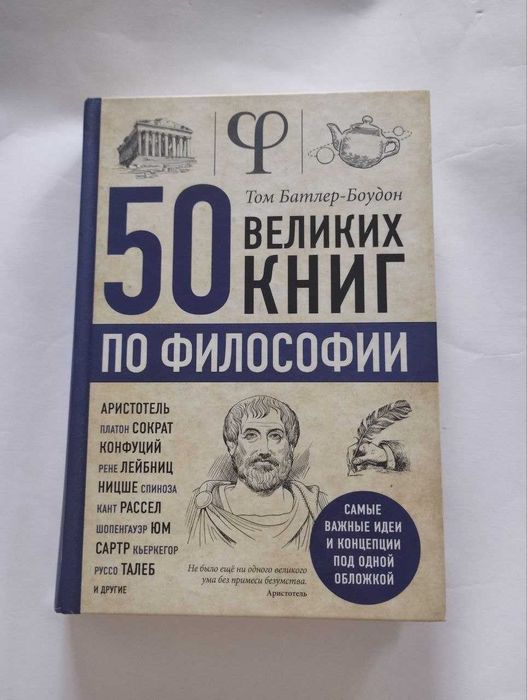 φ
Том Батлер-Боудон
50 ВЕЛИКИХ
КНИГ
ПО ФИЛОСОФИИ
АРИСТОТЕЛЬ
ПЛАТОН СОКРАТ
КОНФУЦИЙ
РЕНЕ ЛЕЙБНИЦ
НИЦШЕ СПИНОЗА
КАНТ РАССЕЛ
ШОПЕНГАУЭР ЮМ
САРТР КЬЕРКЕГОР
РУССО ТАЛЕБ
И ДРУГИЕ
Не было ещё ни одного великого
ума без примеси безумства.
Аристотель
САМЫЕ
ВАЖНЫЕ ИДЕИ
И КОНЦЕПЦИИ
ПОД ОДНОЙ
ОБЛОЖКОЙ